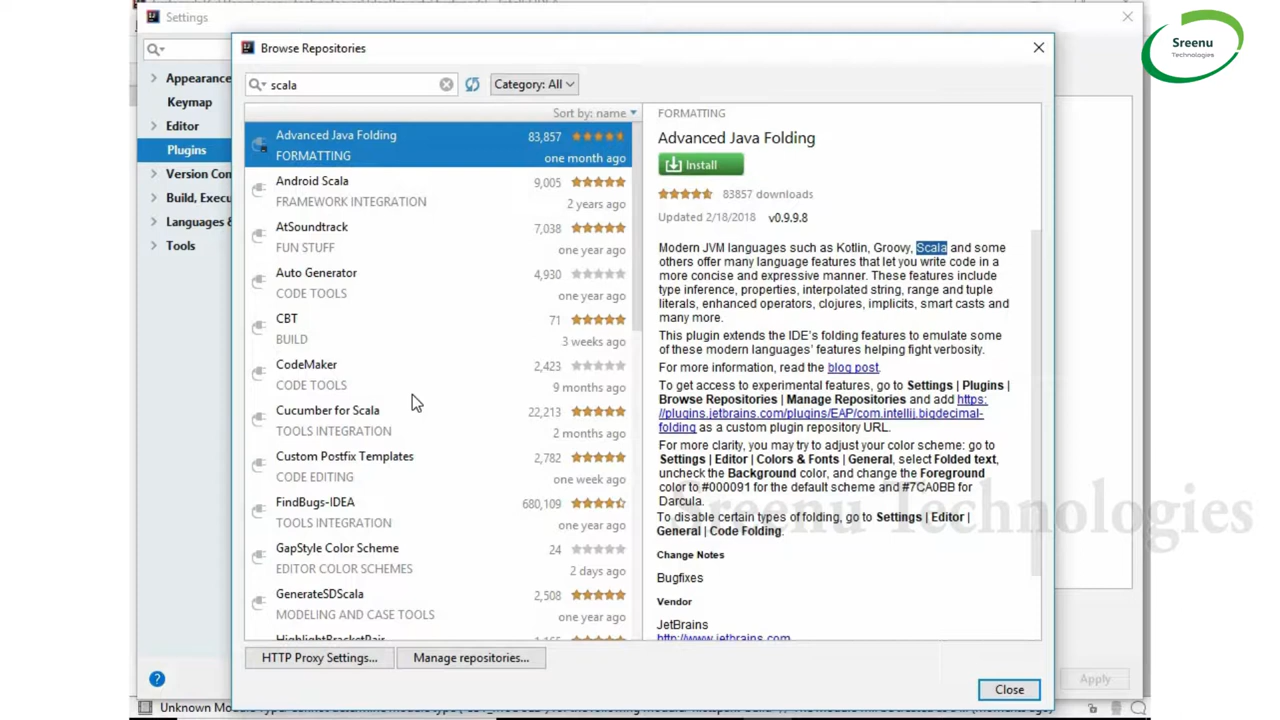 Settings
Browse Repositories
Sreenu
Technologies
scala
Category: All
Appearance
Keymap
Editor
Plugins
Version Con
Build, Execu
Languages &
Tools
Sort by: name
Advanced Java Folding 83,857
FORMATTING one month ago
Android Scala 9,005
FRAMEWORK INTEGRATION 2 years ago
AtSoundtrack 7,038
FUN STUFF one year ago
Auto Generator 4,930
CODE TOOLS one year ago
CBT 71
BUILD 3 weeks ago
CodeMaker 2,423
CODE TOOLS 9 months ago
Cucumber for Scala 22,213
TOOLS INTEGRATION 2 months ago
Custom Postfix Templates 2,782
CODE EDITING one week ago
FindBugs-IDEA 680,109
TOOLS INTEGRATION one year ago
GapStyle Color Scheme 24
EDITOR COLOR SCHEMES 2 days ago
GenerateSDScala 2,508
MODELING AND CASE TOOLS one year ago
HighlightBracketPair
FORMATTING
Advanced Java Folding
Install
83857 downloads
Updated 2/18/2018 v0.9.9.8
Modern JVM languages such as Kotlin, Groovy, Scala and some
others offer many language features that let you write code in a
more concise and expressive manner. These features include
type inference, properties, interpolated string, range and tuple
literals, enhanced operators, clojures, implicits, smart casts and
many more.
This plugin extends the IDE's folding features to emulate some
of these modern languages' features helping fight verbosity.
For more information, read the blog post.
To get access to experimental features, go to Settings | Plugins |
Browse Repositories | Manage Repositories and add https:
//plugins.jetbrains.com/plugins/EAP/com.intellij.bigdecimal-
folding as a custom plugin repository URL.
For more clarity, you may try to adjust your color scheme: go to
Settings | Editor | Colors & Fonts | General, select Folded text,
uncheck the Background color, and change the Foreground
color to #000091 for the default scheme and #7CA0BB for
Darcula.
To disable certain types of folding, go to Settings | Editor |
General | Code Folding.
Change Notes
Bugfixes
Vendor
JetBrains
http://www.jetbrains.com
Sreenu Technologies
HTTP Proxy Settings...
Manage repositories...
Close
Apply